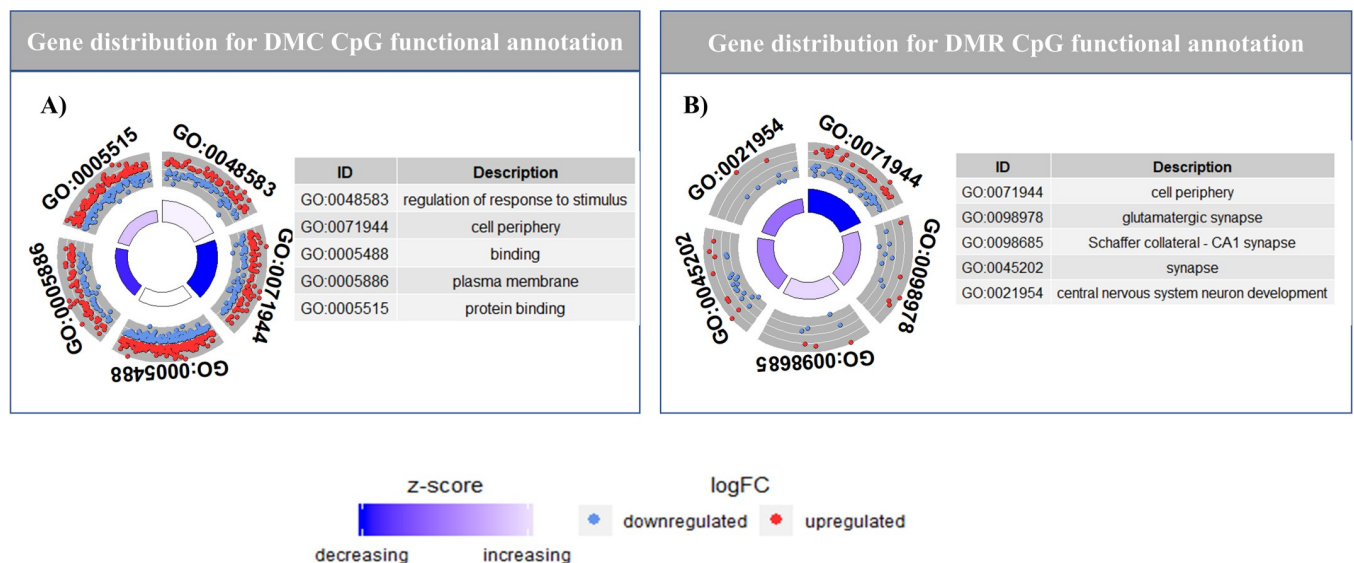 Gene distribution for DMC CpG functional annotation
A)
GO:0005515
GO:0048583
GO:0071944
GO:0005488
GO:0005886
ID Description
GO:0048583 regulation of response to stimulus
GO:0071944 cell periphery
GO:0005488 binding
GO:0005886 plasma membrane
GO:0005515 protein binding
Gene distribution for DMR CpG functional annotation
B)
GO:0021954
GO:0071944
GO:0098978
GO:0098685
GO:0045202
ID Description
GO:0071944 cell periphery
GO:0098978 glutamatergic synapse
GO:0098685 Schaffer collateral - CA1 synapse
GO:0045202 synapse
GO:0021954 central nervous system neuron development
z-score
decreasing increasing
logFC
downregulated upregulated